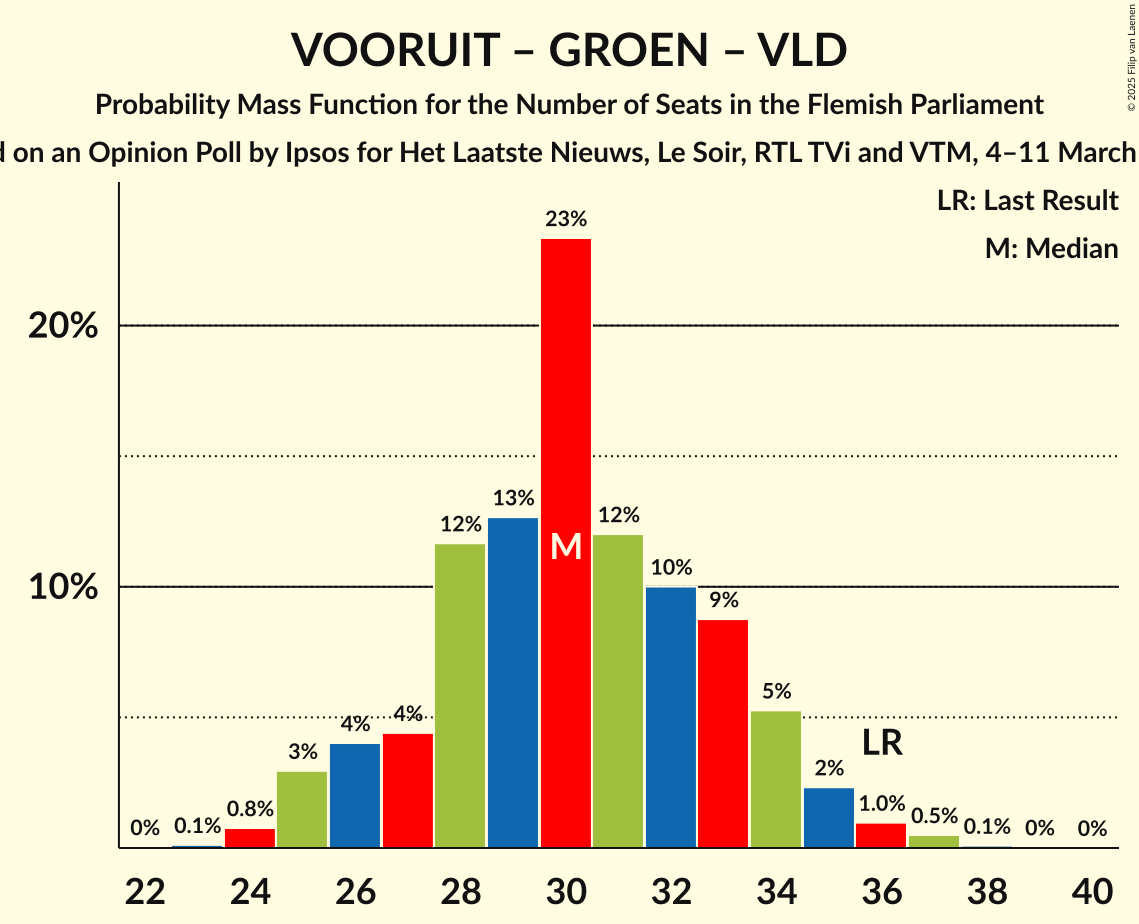 VOORUIT – GROEN – VLD
Probability Mass Function for the Number of Seats in the Flemish Parliament
on an Opinion Poll by Ipsos for Het Laatste Nieuws, Le Soir, RTL TVi and VTM, 4–11 March
© 2025 Filip van Laenen
LR: Last Result
M: Median
20%
10%
0%
0.1%
0.8%
3%
4%
4%
12%
13%
23%
12%
10%
9%
5%
2%
1.0%
0.5%
0.1%
0%
0%
M
LR
22 24 26 28 30 32 34 36 38 40